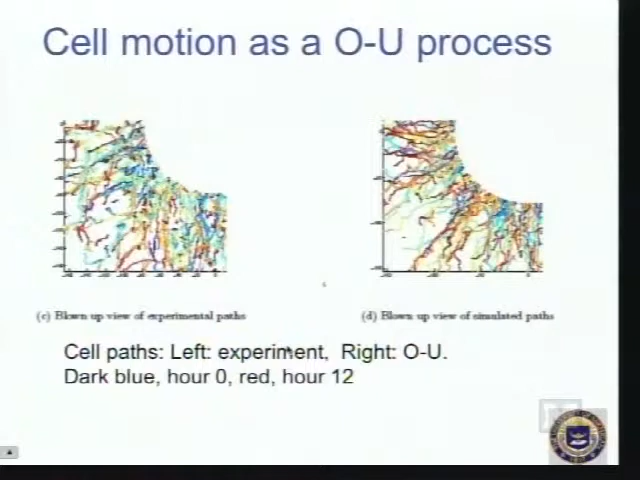 Cell motion as a O-U process
(c) Blown up view of experimental paths
(d) Blown up view of simulated paths
Cell paths: Left: experiment, Right: O-U.
Dark blue, hour 0, red, hour 12